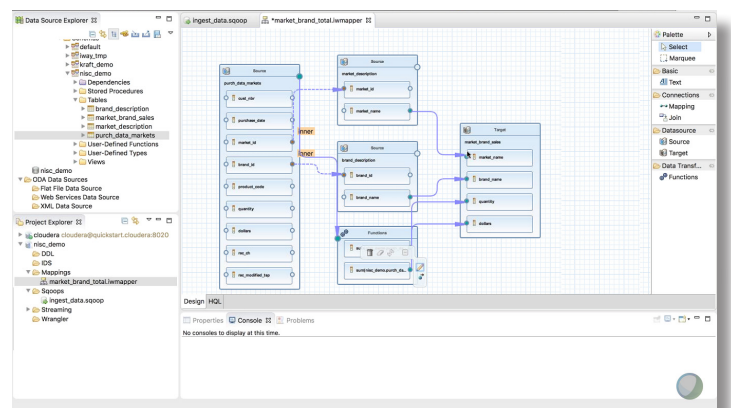 Data Source Explorer
Schemas
default
iway_tmp
kraft_demo
nisc_demo
Dependencies
Stored Procedures
Tables
brand_description
market_brand_sales
market_description
purch_data_markets
User-Defined Functions
User-Defined Types
Views
nisc_demo
ODA Data Sources
Flat File Data Source
Web Services Data Source
XML Data Source
Project Explorer
cloudera cloudera@quickstart.cloudera:8020
nisc_demo
DDL
IDS
Mappings
market_brand_total.iwmapper
Sqoops
ingest_data.sqoop
Streaming
Wrangler
ingest_data.sqoop
*market_brand_total.iwmapper
Source
purch_data_markets
cust_nbr
purchase_date
market_id
brand_id
product_code
quantity
dollars
rec_modified_tsp
inner
inner
Source
market_description
market_id
market_name
Source
brand_description
brand_id
brand_name
Functions
sum(nisc_demo.purch_da...
Target
market_brand_sales
market_name
brand_name
quantity
dollars
Palette
Select
Marquee
Basic
Text
Connections
Mapping
Join
Datasource
Source
Target
Data Transf...
Functions
Design HQL
Properties Console Problems
No consoles to display at this time.